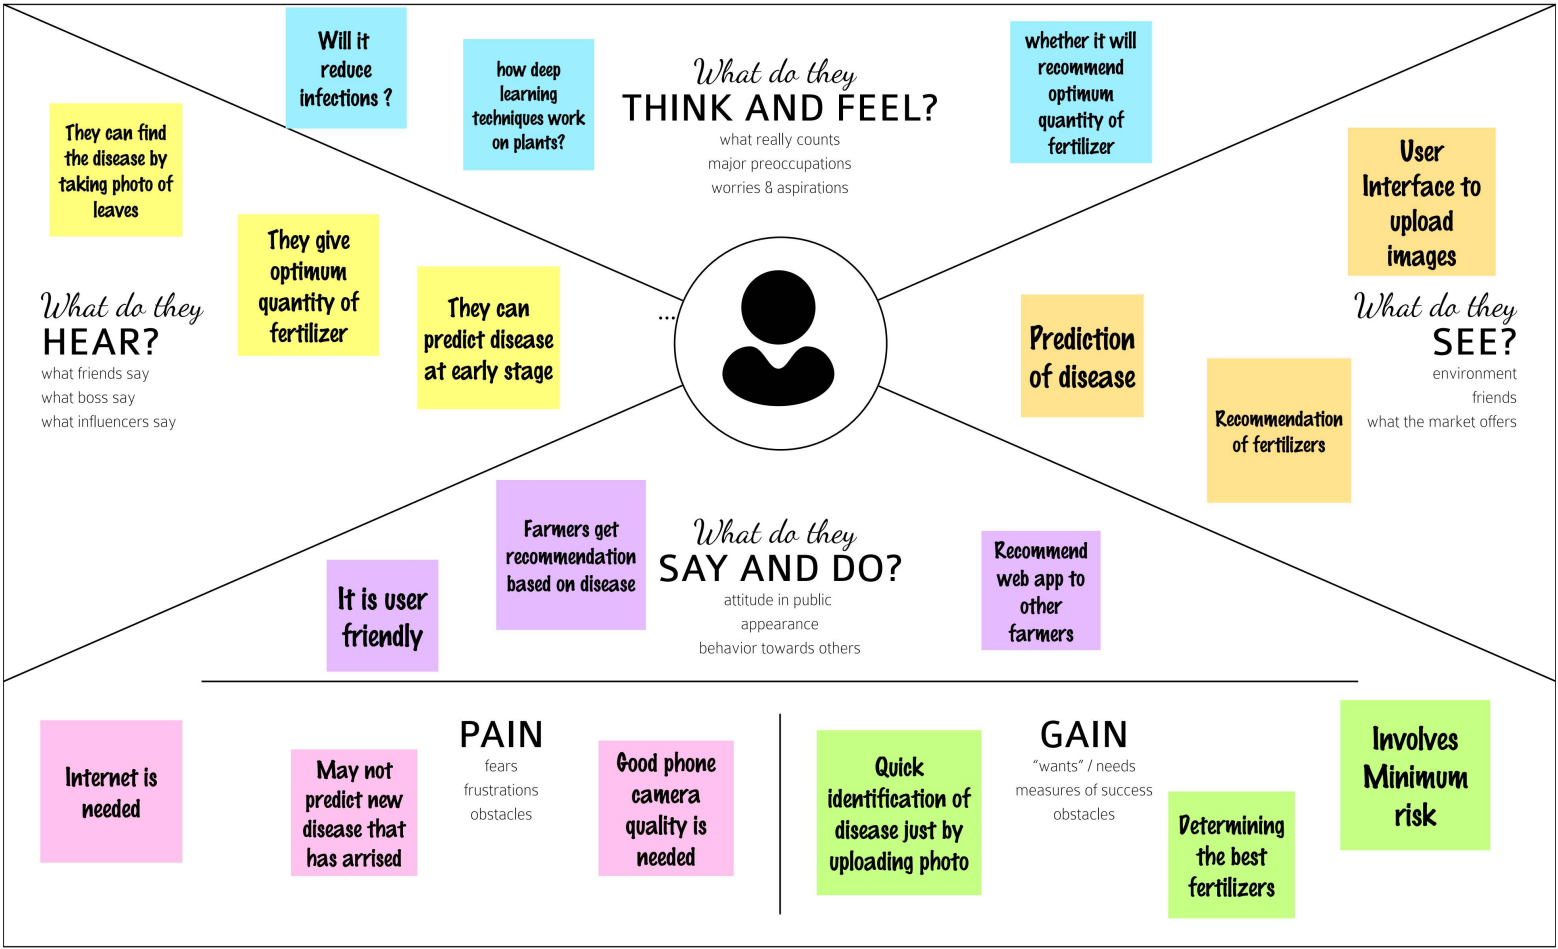 Will it
reduce
infections ?
how deep
learning
techniques work
on plants?
What do they
THINK AND FEEL?
what really counts
major preoccupations
worries & aspirations
whether it will
recommend
optimum
quantity of
fertilizer
They can find
the disease by
taking photo of
leaves
They give
optimum
quantity of
fertilizer
They can
predict disease
at early stage
What do they
HEAR?
what friends say
what boss say
what influencers say
...
User
Interface to
upload
images
Prediction
of disease
Recommendation
of fertilizers
What do they
SEE?
environment
friends
what the market offers
It is user
friendly
Farmers get
recommendation
based on disease
What do they
SAY AND DO?
attitude in public
appearance
behavior towards others
Recommend
web app to
other
farmers
Internet is
needed
May not
predict new
disease that
has arrised
PAIN
fears
frustrations
obstacles
Good phone
camera
quality is
needed
Quick
identification of
disease just by
uploading photo
GAIN
“wants” / needs
measures of success
obstacles
Determining
the best
fertilizers
Involves
Minimum
risk